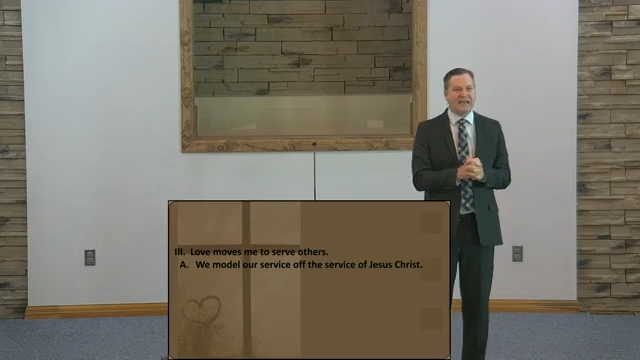 III. Love moves me to serve others.
A. We model our service off the service of Jesus Christ.